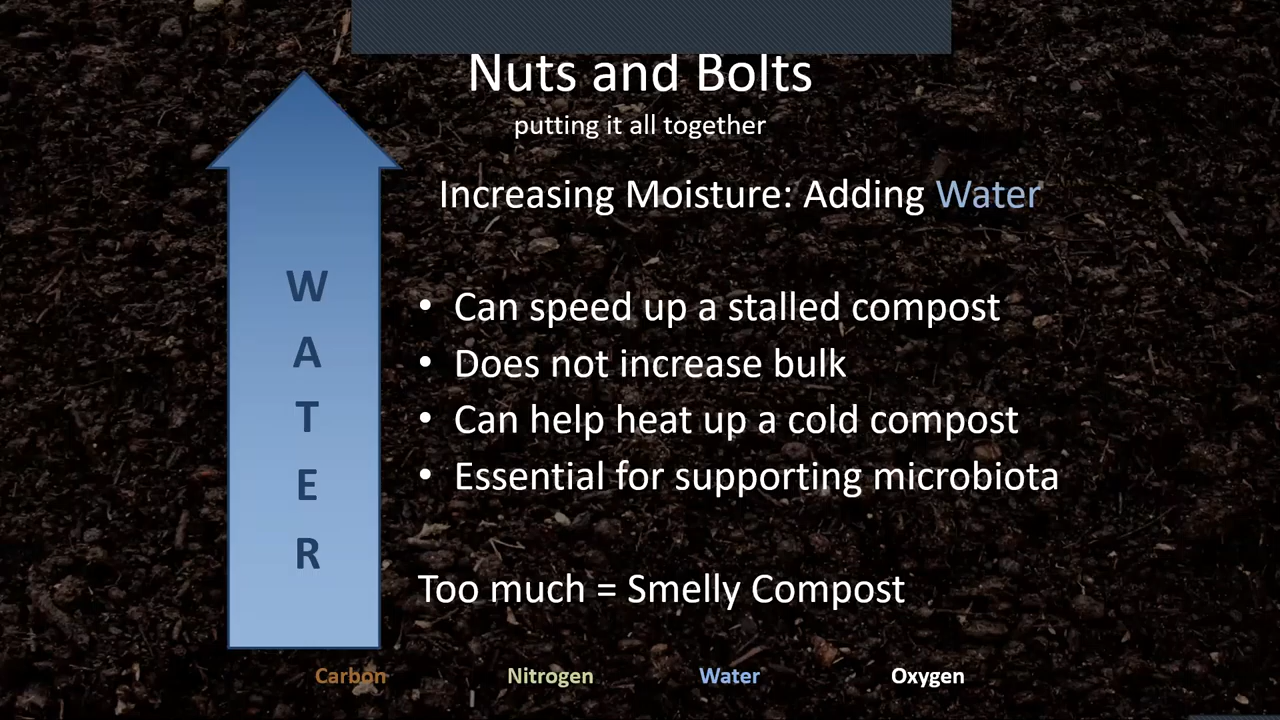 Nuts and Bolts
putting it all together
Increasing Moisture: Adding Water
W
A
T
E
R
• Can speed up a stalled compost
• Does not increase bulk
• Can help heat up a cold compost
• Essential for supporting microbiota
Too much = Smelly Compost
Carbon Nitrogen Water Oxygen